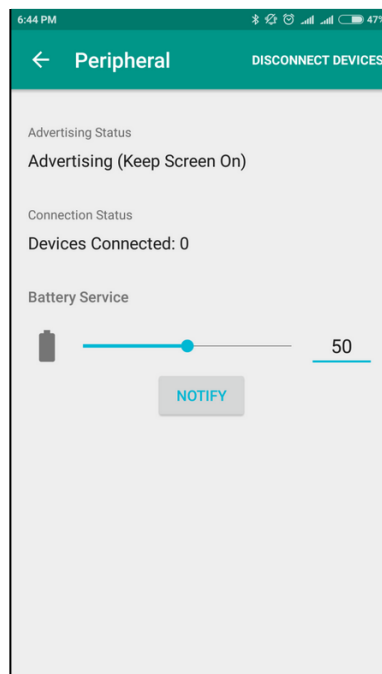 6:44 PM 47%
Peripheral DISCONNECT DEVICES
Advertising Status
Advertising (Keep Screen On)
Connection Status
Devices Connected: 0
Battery Service
50
NOTIFY